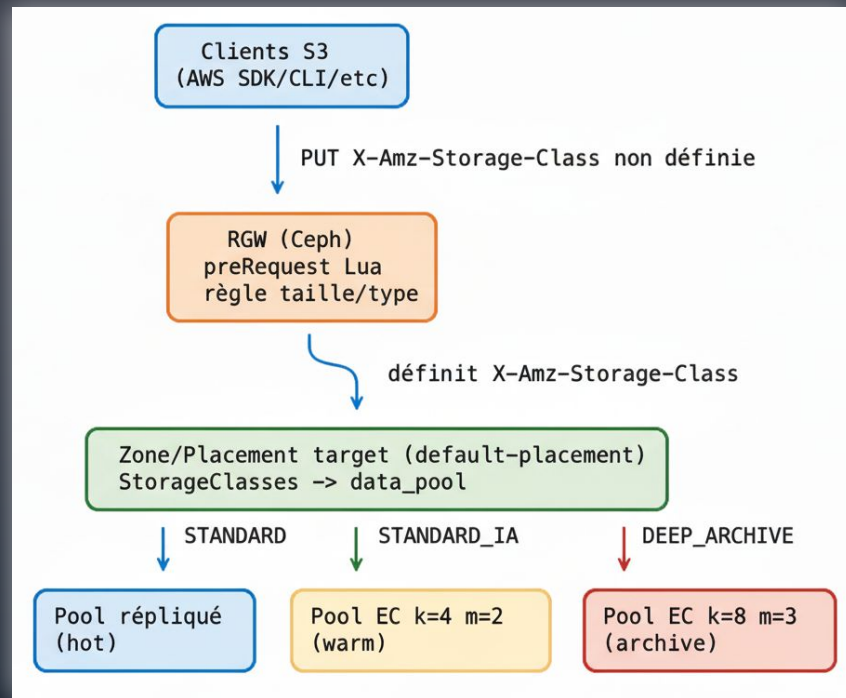 Clients S3
(AWS SDK/CLI/etc)
PUT X-Amz-Storage-Class non définie
RGW (Ceph)
preRequest Lua
règle taille/type
définit X-Amz-Storage-Class
Zone/Placement target (default-placement)
StorageClasses -> data_pool
STANDARD
STANDARD_IA
DEEP_ARCHIVE
Pool répliqué
(hot)
Pool EC k=4 m=2
(warm)
Pool EC k=8 m=3
(archive)